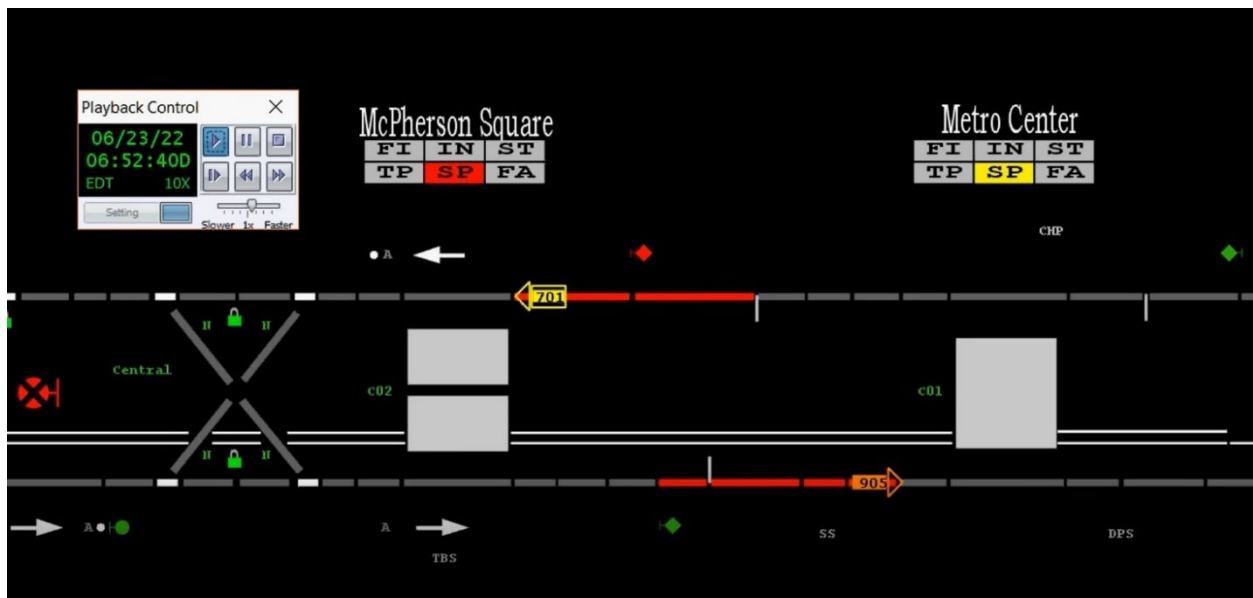 Playback Control
06/23/22
06:52:40D
EDT 10X
Setting
Slower 1x Faster
McPherson Square
FI IN ST
TP SP FA
Metro Center
FI IN ST
TP SP FA
CHP
A
701
N N
Central
C02
C01
N N
905
A
A
TBS
SS
DPS